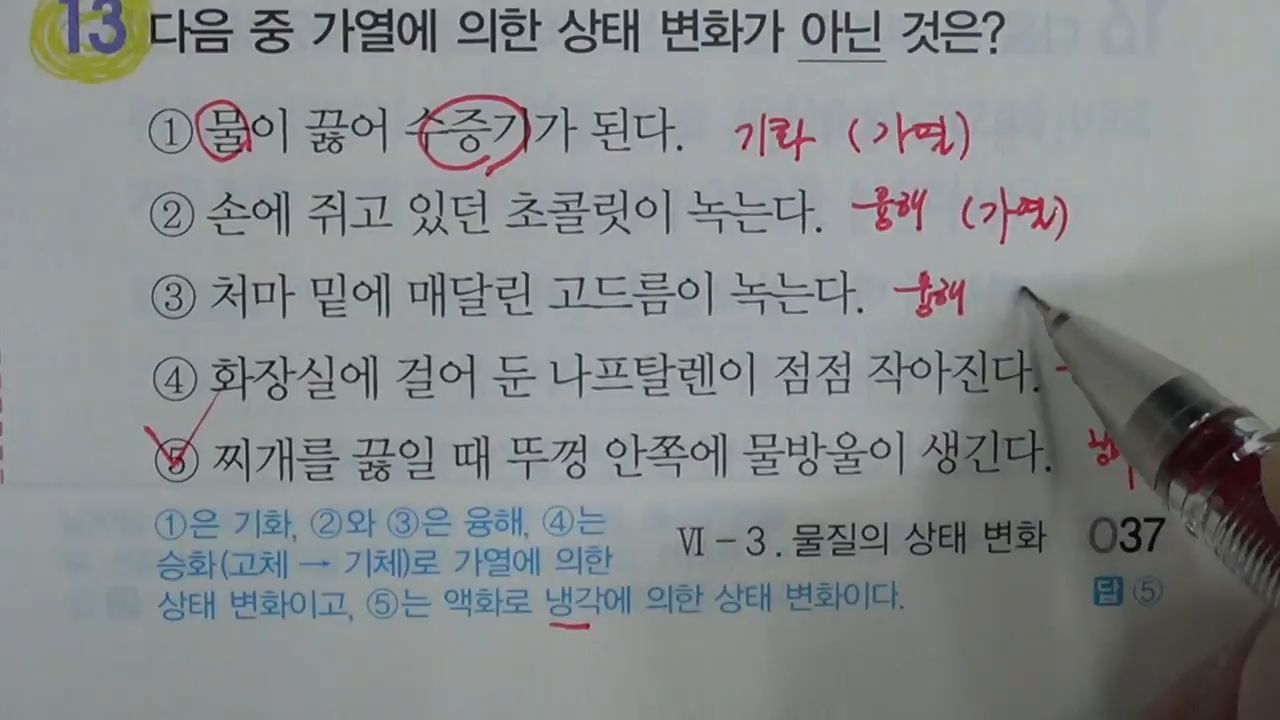 13 다음 중 가열에 의한 상태 변화가 아닌 것은?
① 물이 끓어 수증기가 된다. 기화 (가열)
② 손에 쥐고 있던 초콜릿이 녹는다. 융해 (가열)
③ 처마 밑에 매달린 고드름이 녹는다. 융해
④ 화장실에 걸어 둔 나프탈렌이 점점 작아진다.
⑤ 찌개를 끓일 때 뚜껑 안쪽에 물방울이 생긴다.
①은 기화, ②와 ③은 융해, ④는
승화(고체 → 기체)로 가열에 의한
상태 변화이고, ⑤는 액화로 냉각에 의한 상태 변화이다.
Ⅵ - 3. 물질의 상태 변화 037
답 ⑤